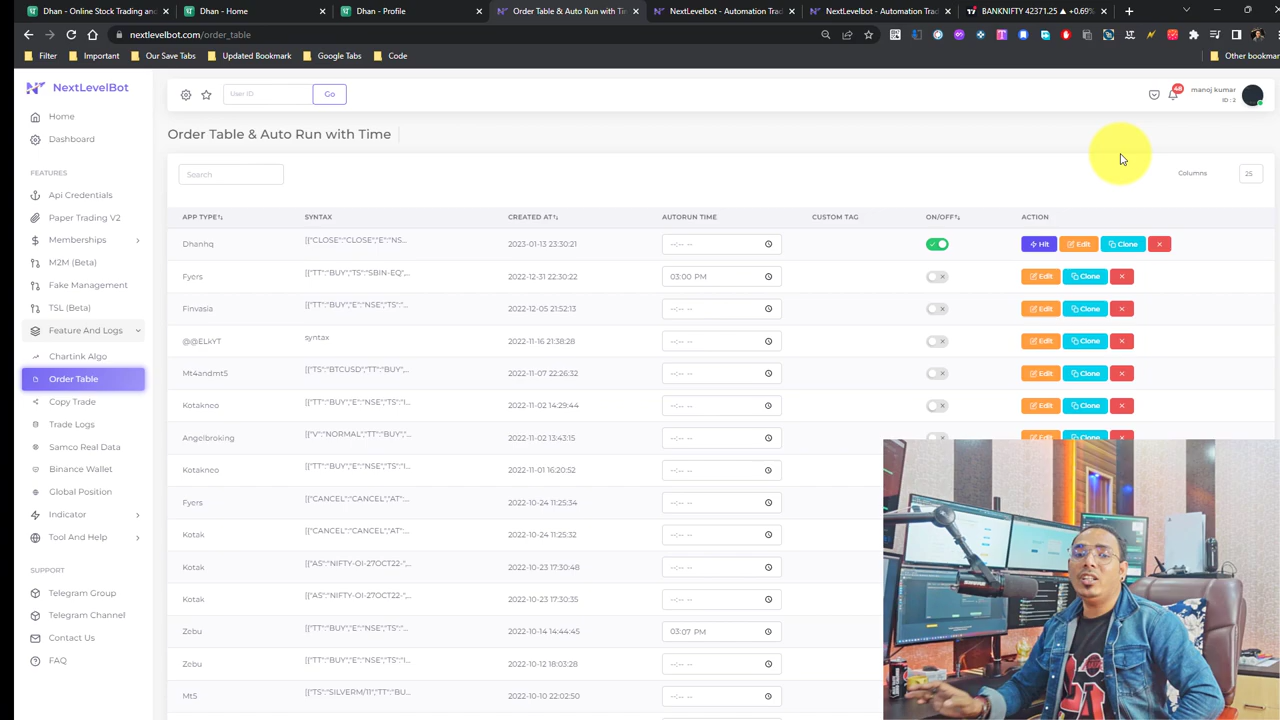 Dhan - Online Stock Trading and
Dhan - Home
Dhan - Profile
Order Table & Auto Run with Time
NextLevelBot - Automation Trad
NextLevelBot - Automation Trad
BANKNIFTY 42371.25 ▲ +0.69%
nextlevelbot.com/order_table
Filter
Important
Our Save Tabs
Updated Bookmark
Google Tabs
Code
Other bookmar
NextLevelBot
User ID
Go
48
manoj kumar
ID : 2
Home
Dashboard
FEATURES
Api Credentials
Paper Trading V2
Memberships
M2M (Beta)
Fake Management
TSL (Beta)
Feature And Logs
Chartink Algo
Order Table
Copy Trade
Trade Logs
Samco Real Data
Binance Wallet
Global Position
Indicator
Tool And Help
SUPPORT
Telegram Group
Telegram Channel
Contact Us
FAQ
Order Table & Auto Run with Time
Search
Columns
25
APP TYPE SYNTAX CREATED AT AUTORUN TIME CUSTOM TAG ON/OFF ACTION
Dhanhq [{"CLOSE":"CLOSE","E":"NS... 2023-01-13 23:30:21 --:-- -- Hit Edit Clone
Fyers [{"TT":"BUY","TS":"SBIN-EQ",... 2022-12-31 22:30:22 03:00 PM Edit Clone
Finvasia [{"TT":"BUY","E":"NSE","TS":... 2022-12-05 21:52:13 --:-- -- Edit Clone
@@ELkYT syntax 2022-11-16 21:38:28 --:-- -- Edit Clone
Mt4andmt5 [{"TS":"BTCUSD","TT":"BUY",... 2022-11-07 22:26:32 --:-- -- Edit Clone
Kotakneo [{"TT":"BUY","E":"NSE","TS":"I... 2022-11-02 14:29:44 --:-- -- Edit Clone
Angelbroking [{"V":"NORMAL","TT":"BUY",... 2022-11-02 13:43:15 --:-- -- Edit Clone
Kotakneo [{"TT":"BUY","E":"NSE","TS":"I... 2022-11-01 16:20:52 --:-- --
Fyers [{"CANCEL":"CANCEL","AT":... 2022-10-24 11:25:34 --:-- --
Kotak [{"CANCEL":"CANCEL","AT":... 2022-10-24 11:25:32 --:-- --
Kotak [{"AS":"NIFTY-OI-27OCT22-... 2022-10-23 17:30:48 --:-- --
Kotak [{"AS":"NIFTY-OI-27OCT22-... 2022-10-23 17:30:35 --:-- --
Zebu [{"TT":"BUY","E":"NSE","TS":... 2022-10-14 14:44:45 03:07 PM
Zebu [{"TT":"BUY","E":"NSE","TS":"I... 2022-10-12 18:03:28 --:-- --
Mt5 [{"TS":"SILVERM/11","TT":"BU... 2022-10-10 22:02:50 --:-- --